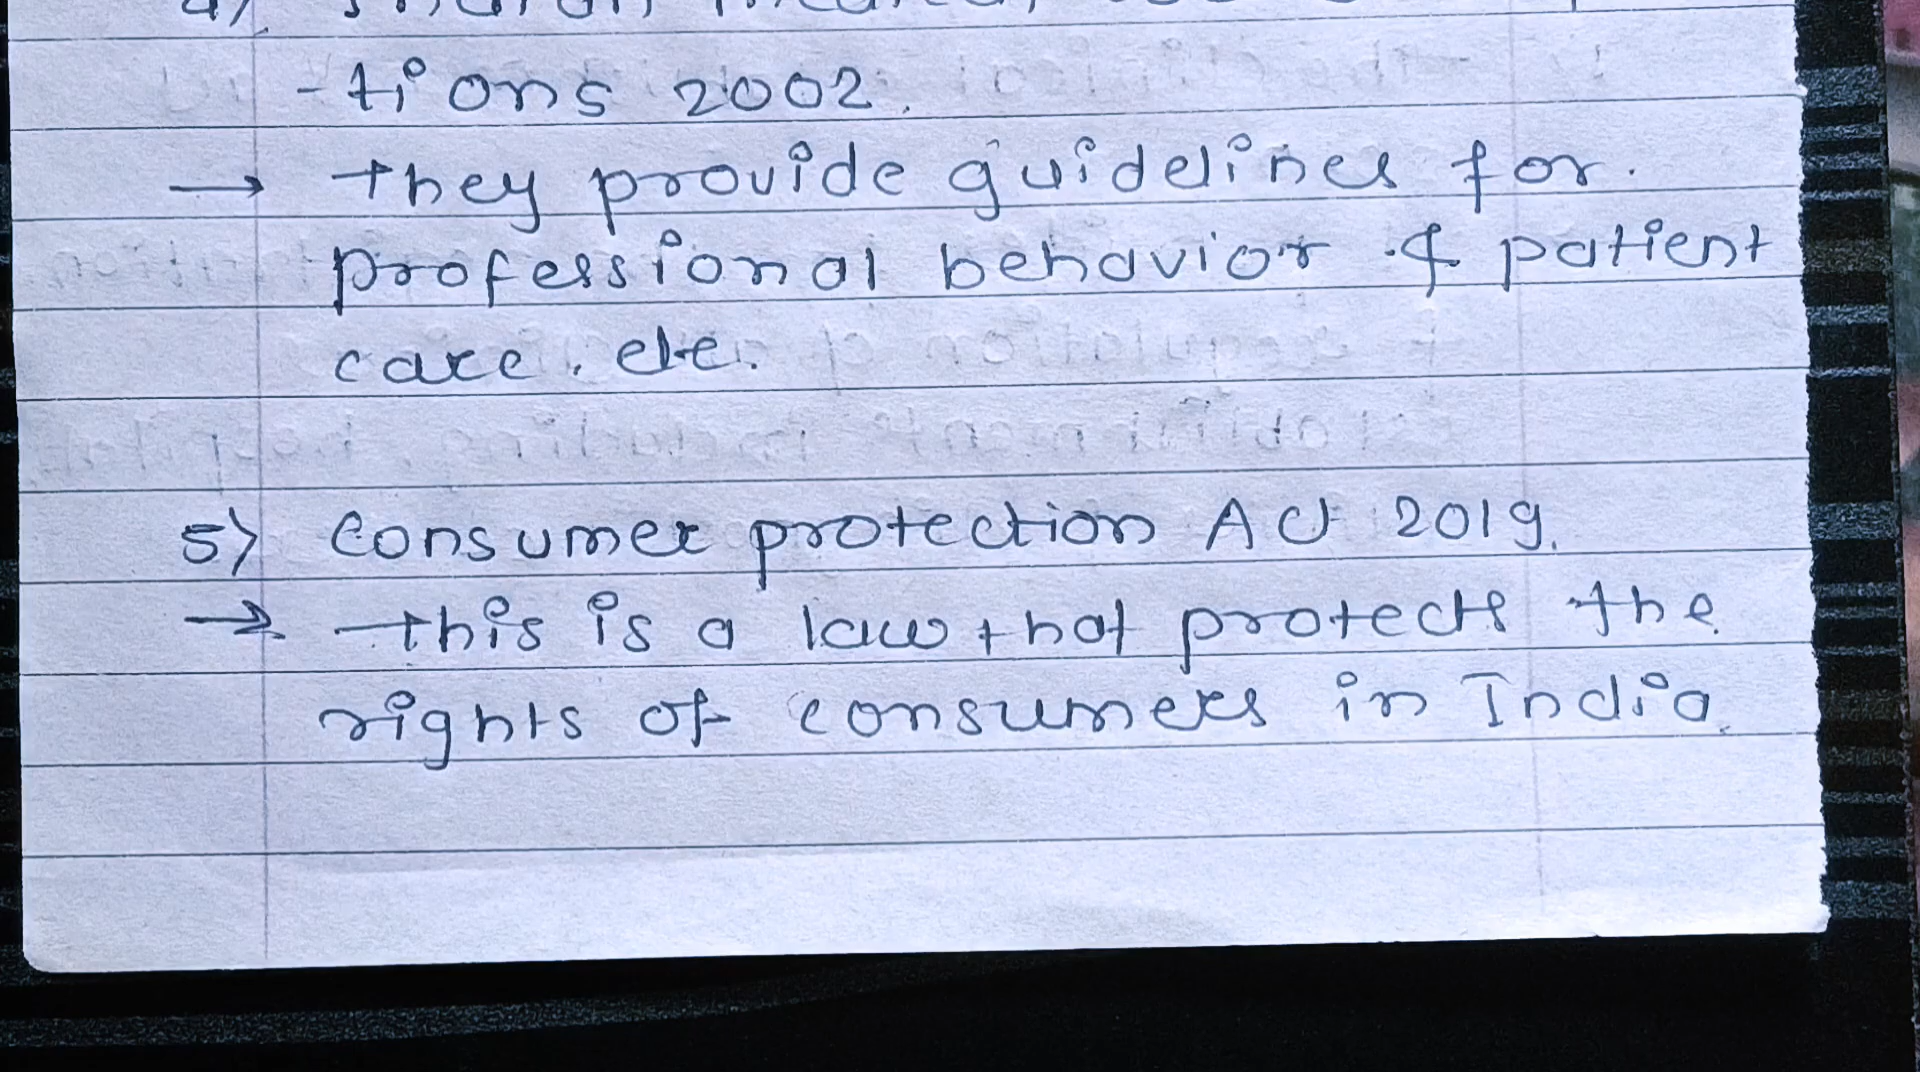 -tions 2002.
→ they provide guidelines for.
professional behavior & patient
care. etc.
5) Consumer protection Act 2019.
→ this is a law that protects the
rights of consumers in India.